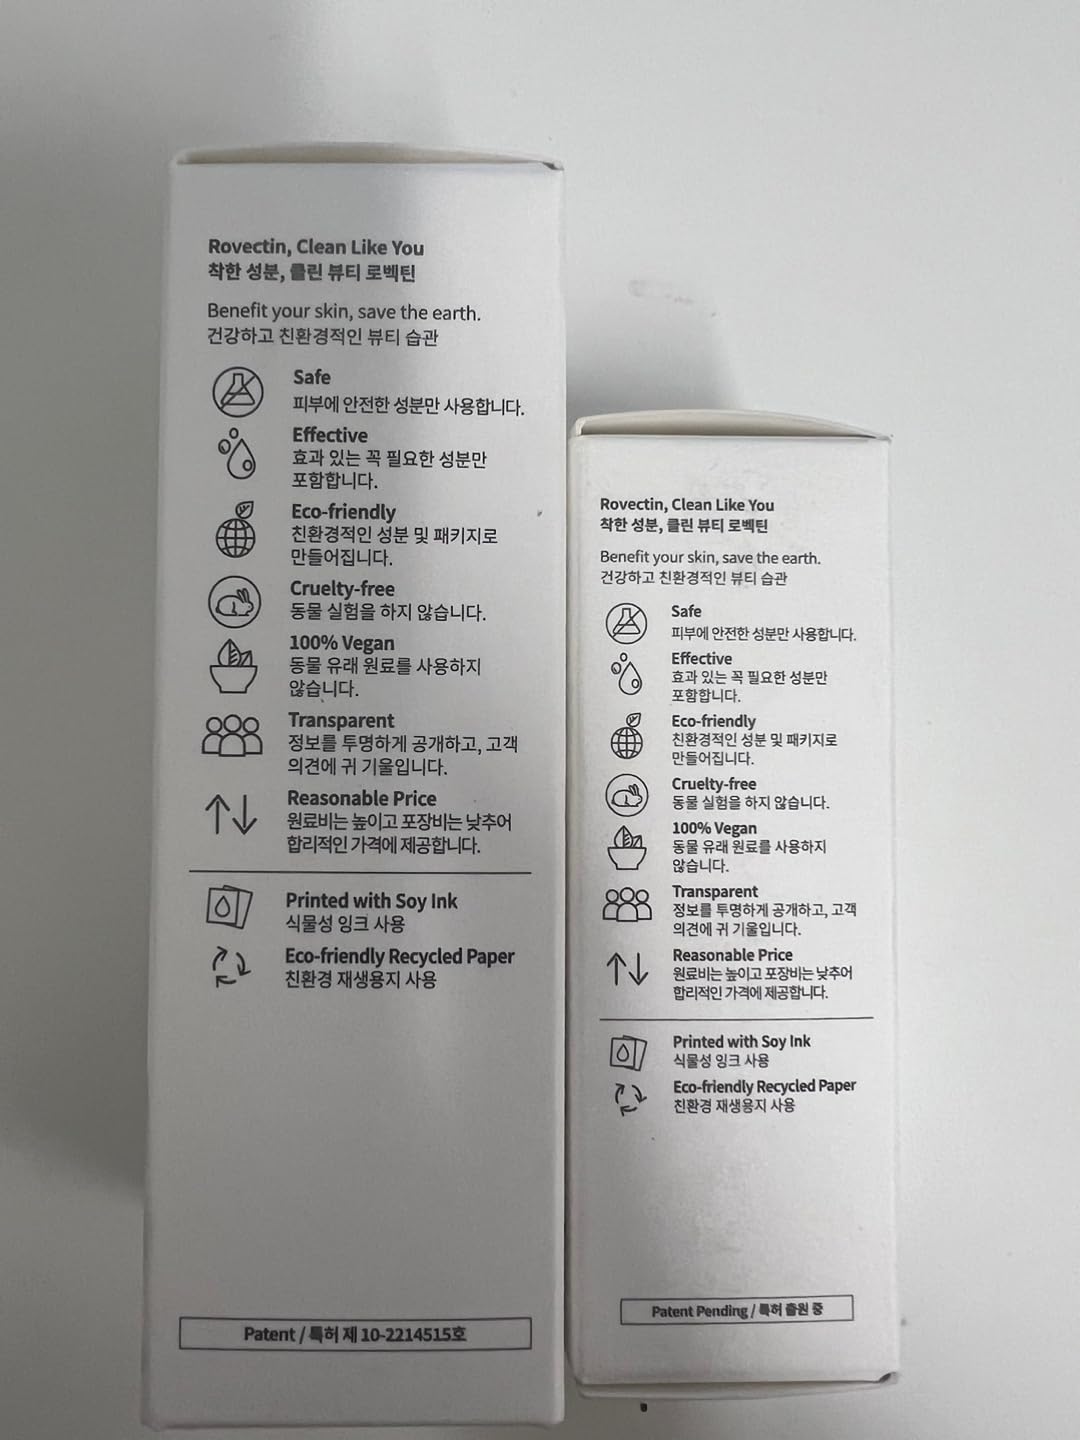 Rovectin, Clean Like You
착한 성분, 클린 뷰티 로벡틴
Benefit your skin, save the earth.
건강하고 친환경적인 뷰티 습관
Safe
피부에 안전한 성분만 사용합니다.
Effective
효과 있는 꼭 필요한 성분만
포함합니다.
Eco-friendly
친환경적인 성분 및 패키지로
만들어집니다.
Cruelty-free
동물 실험을 하지 않습니다.
100% Vegan
동물 유래 원료를 사용하지
않습니다.
Transparent
정보를 투명하게 공개하고, 고객
의견에 귀 기울입니다.
Reasonable Price
원료비는 높이고 포장비는 낮추어
합리적인 가격에 제공합니다.
Printed with Soy Ink
식물성 잉크 사용
Eco-friendly Recycled Paper
친환경 재생용지 사용
Patent / 특허 제 10-2214515호
Rovectin, Clean Like You
착한 성분, 클린 뷰티 로벡틴
Benefit your skin, save the earth.
건강하고 친환경적인 뷰티 습관
Safe
피부에 안전한 성분만 사용합니다.
Effective
효과 있는 꼭 필요한 성분만
포함합니다.
Eco-friendly
친환경적인 성분 및 패키지로
만들어집니다.
Cruelty-free
동물 실험을 하지 않습니다.
100% Vegan
동물 유래 원료를 사용하지
않습니다.
Transparent
정보를 투명하게 공개하고, 고객
의견에 귀 기울입니다.
Reasonable Price
원료비는 높이고 포장비는 낮추어
합리적인 가격에 제공합니다.
Printed with Soy Ink
식물성 잉크 사용
Eco-friendly Recycled Paper
친환경 재생용지 사용
Patent Pending / 특허 출원 중